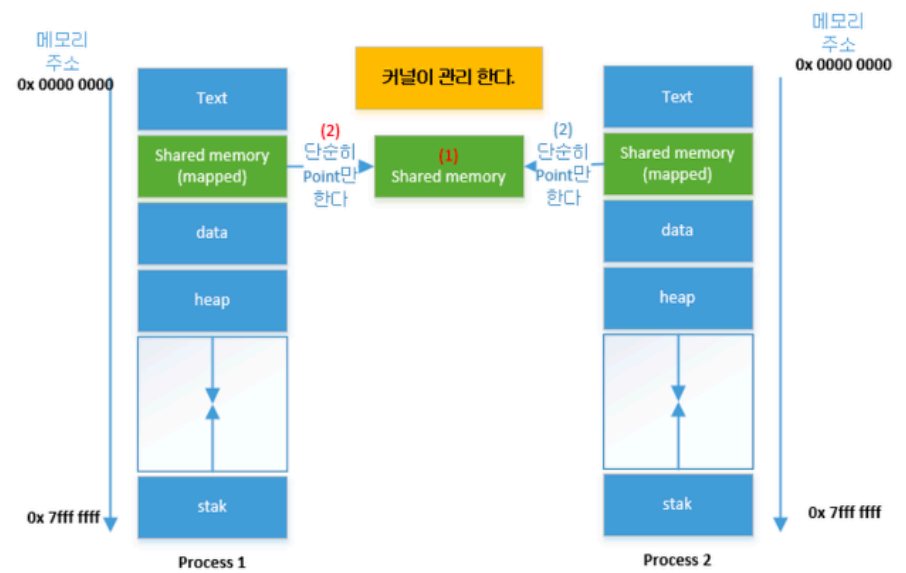 메모리
주소
0x 0000 0000
Text
Shared memory
(mapped)
data
heap
stak
0x 7fff ffff
Process 1
커널이 관리 한다.
(2)
단순히
Point만
한다
(1)
Shared memory
(2)
단순히
Point만
한다
메모리
주소
0x 0000 0000
Text
Shared memory
(mapped)
data
heap
stak
0x 7fff ffff
Process 2